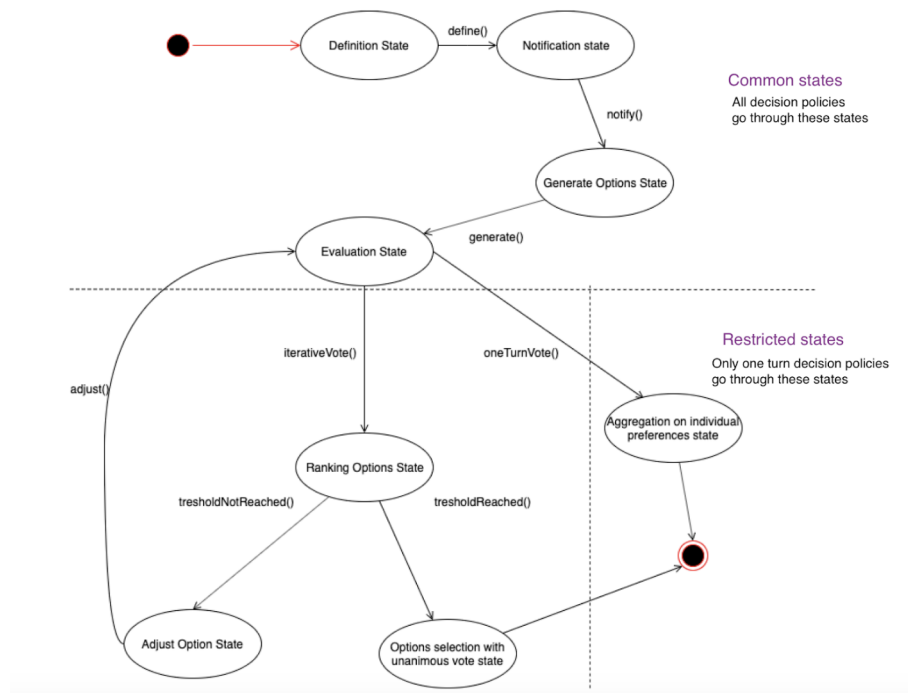 define()
Definition State
Notification state
Common states
All decision policies
go through these states
notify()
Generate Options State
generate()
Evaluation State
Restricted states
iterativeVote()
oneTurnVote()
Only one turn decision policies
go through these states
adjust()
Aggregation on individual
preferences state
Ranking Options State
tresholdNotReached()
tresholdReached()
Adjust Option State
Options selection with
unanimous vote state